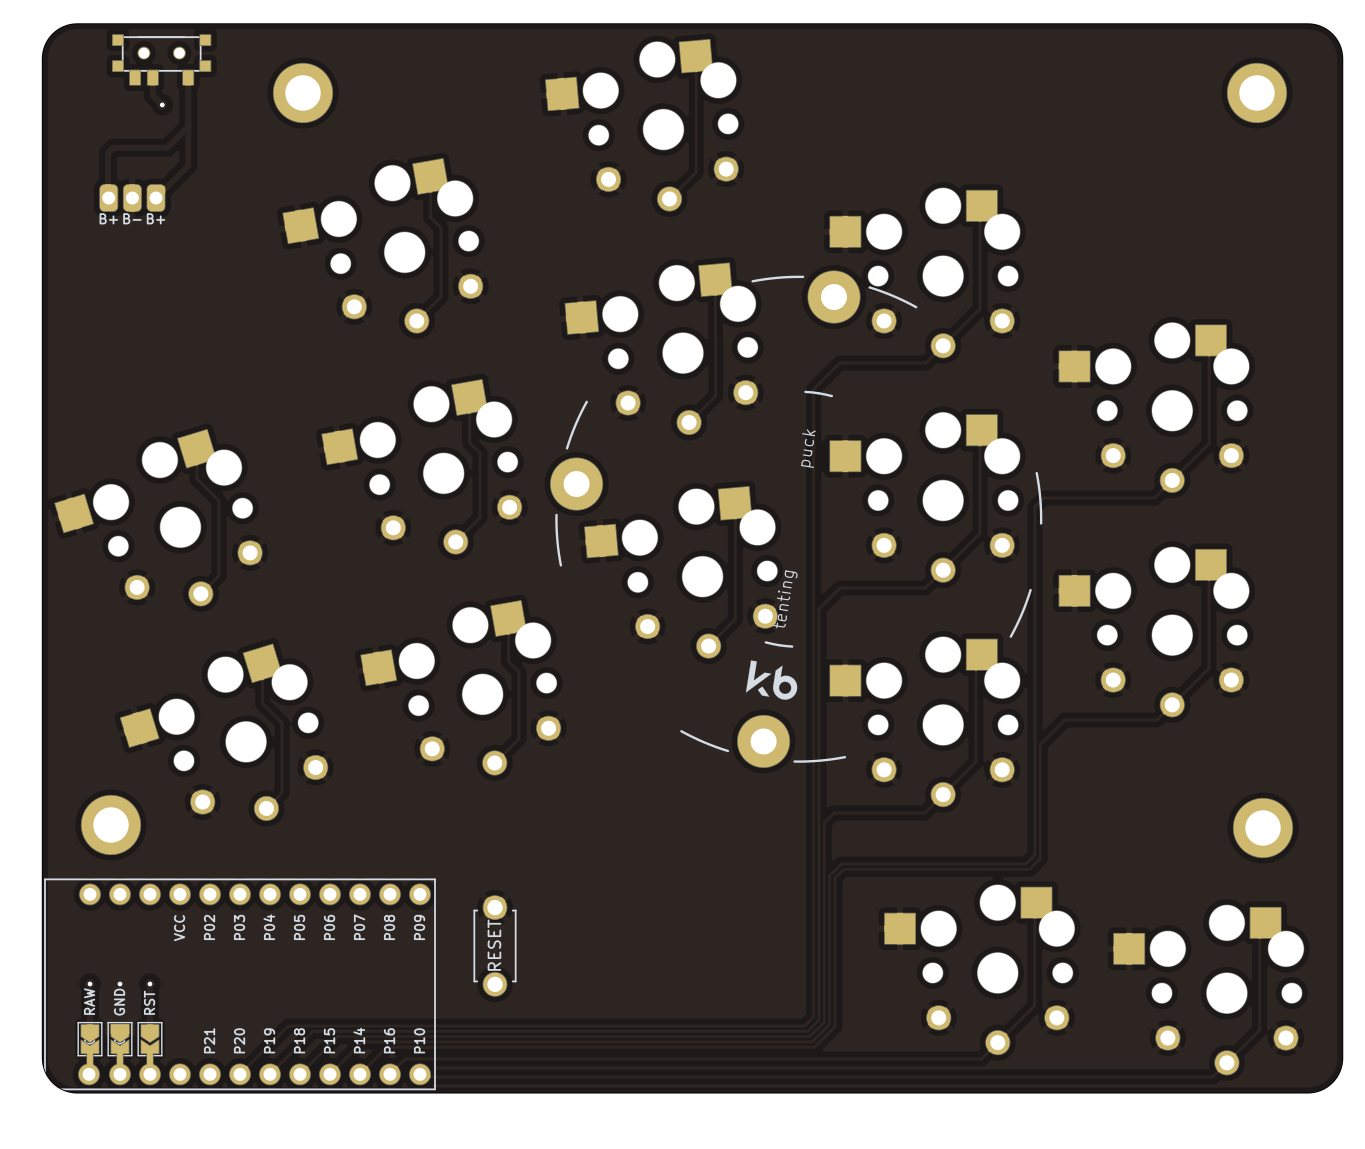 B+ B− B+
puck
tenting
kb
VCC P02 P03 P04 P05 P06 P07 P08 P09
RESET
RAW GND RST
P21 P20 P19 P18 P15 P14 P16 P10